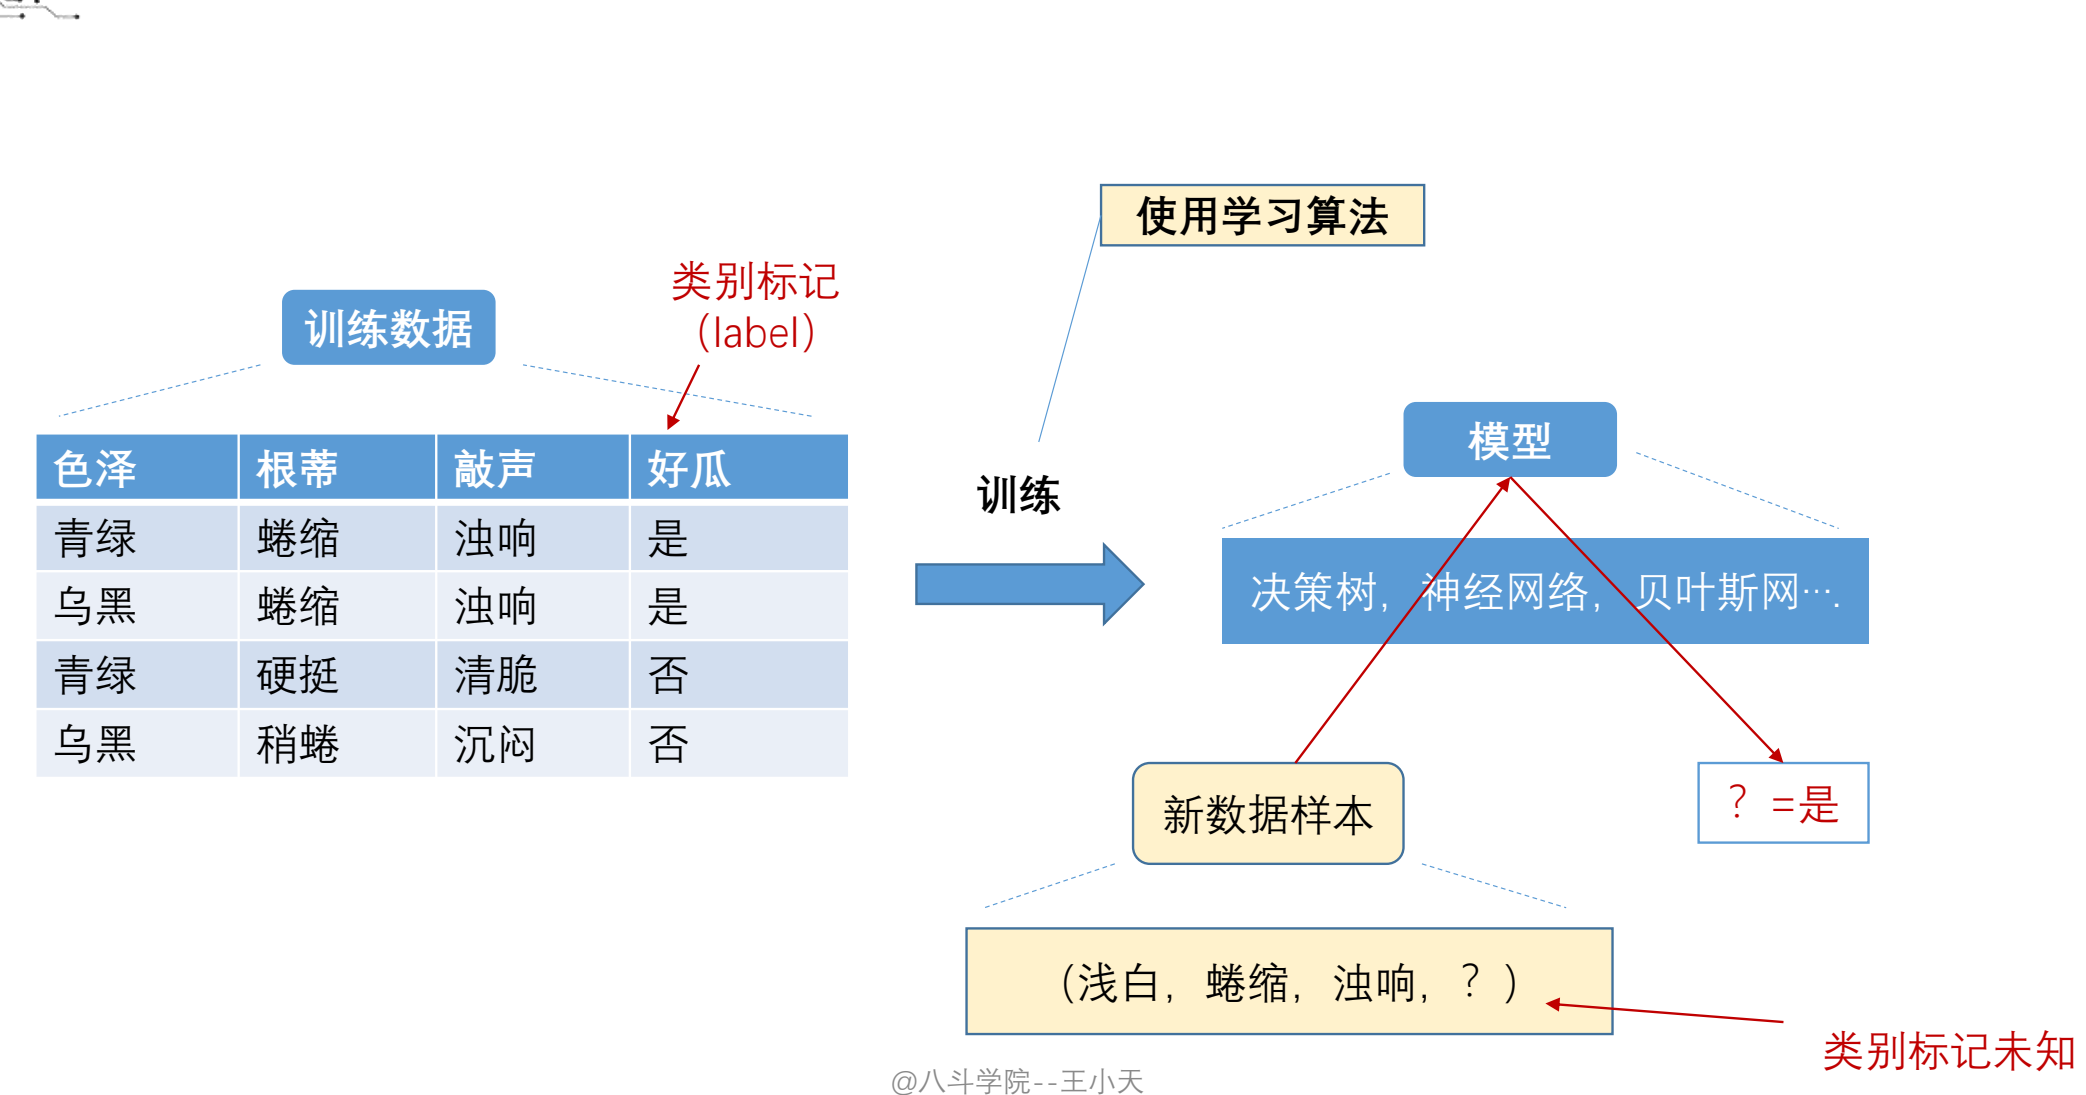 使用学习算法
类别标记
（label）
训练数据
色泽 根蒂 敲声 好瓜
青绿 蜷缩 浊响 是
乌黑 蜷缩 浊响 是
青绿 硬挺 清脆 否
乌黑 稍蜷 沉闷 否
训练
模型
决策树，神经网络，贝叶斯网….
新数据样本
？=是
（浅白，蜷缩，浊响，？）
类别标记未知
@八斗学院--王小天